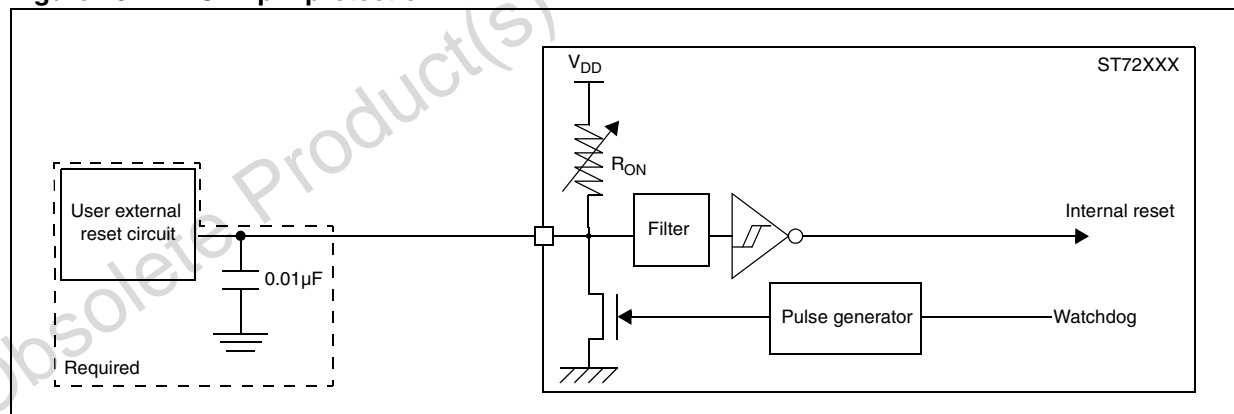 V_DD
ST72XXX
R_ON
User external
reset circuit
Filter
Internal reset
0.01µF
Pulse generator
Watchdog
Required
Obsolete Product(s)